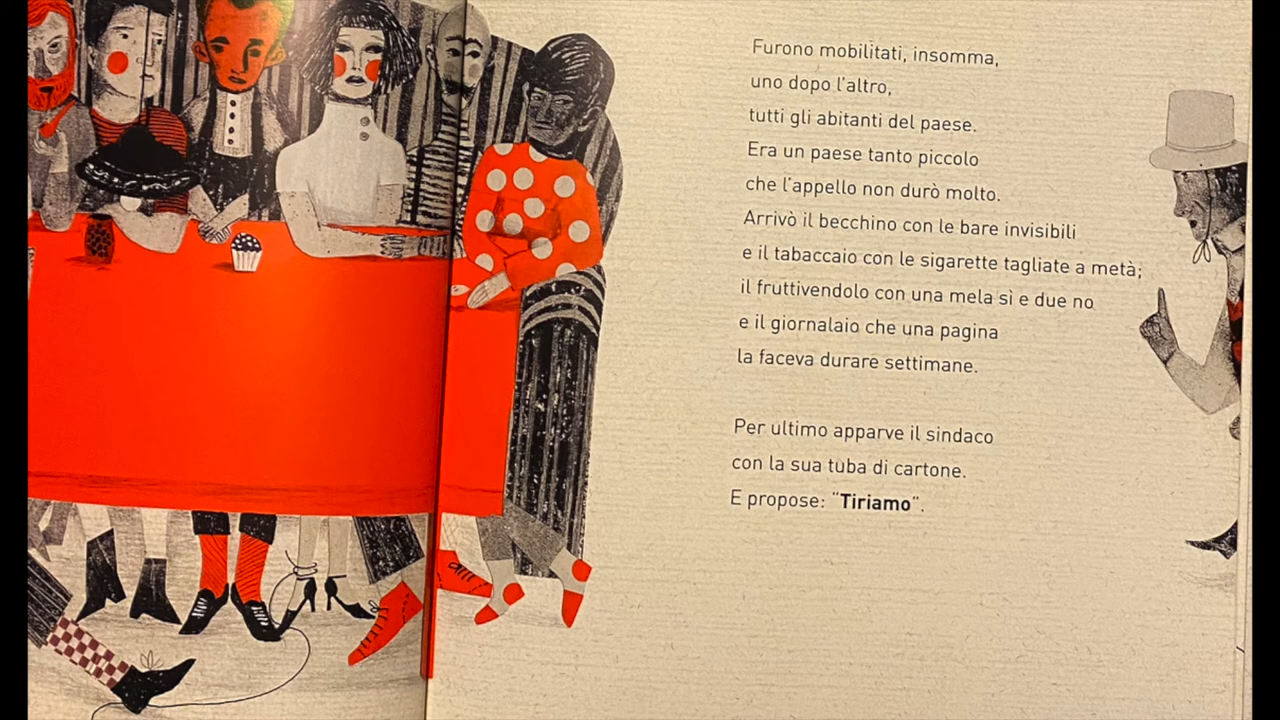 Furono mobilitati, insomma,
uno dopo l'altro,
tutti gli abitanti del paese.
Era un paese tanto piccolo
che l'appello non durò molto.
Arrivò il becchino con le bare invisibili
e il tabaccaio con le sigarette tagliate a metà;
il fruttivendolo con una mela sì e due no
e il giornalaio che una pagina
la faceva durare settimane.
Per ultimo apparve il sindaco
con la sua tuba di cartone.
E propose: “Tiriamo”.